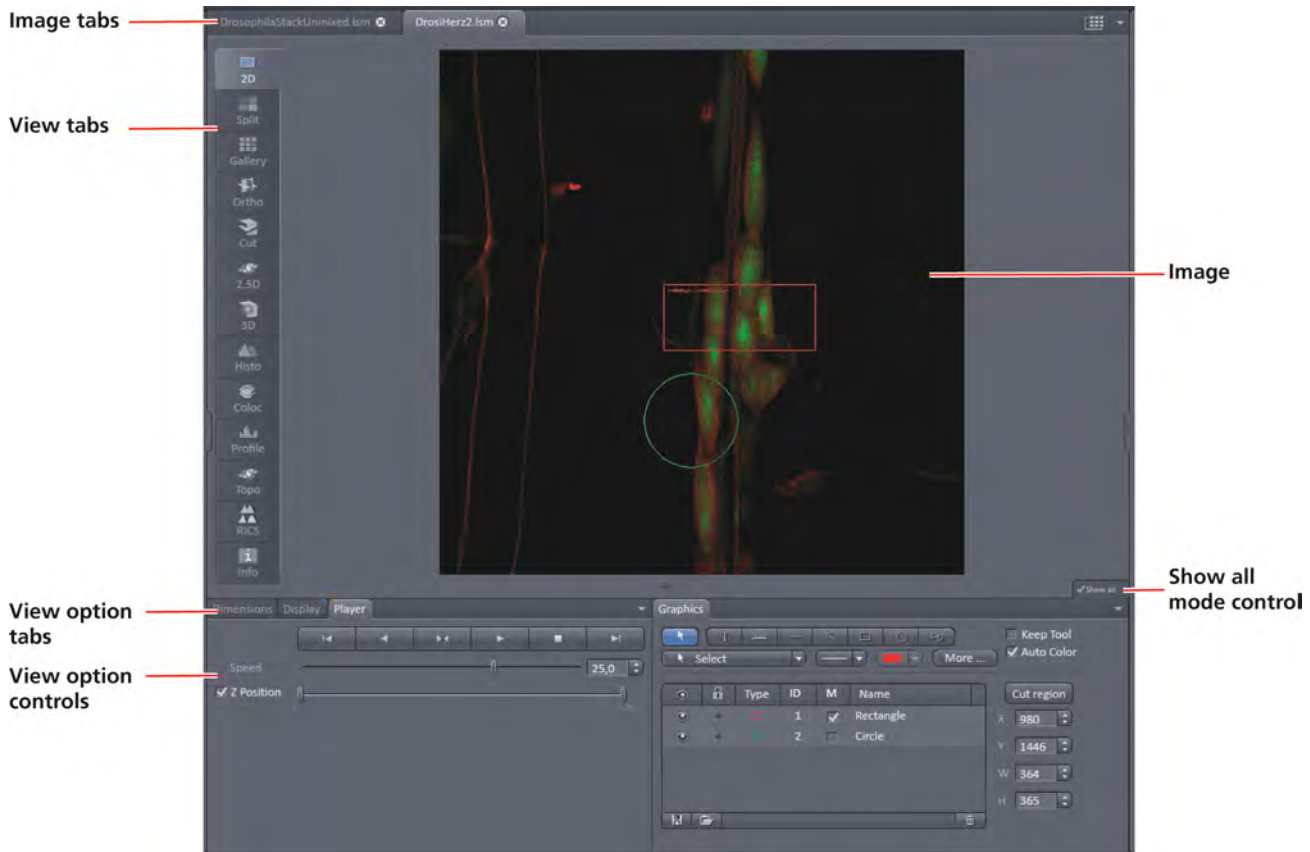 Image tabs
DrosophilaStackUnmixed.lsm
DrosiHerz2.lsm
2D
View tabs
Split
Gallery
Ortho
Cut
2,5D
3D
Image
Histo
Coloc
Profile
Topo
RICS
Info
Show all
mode control
Show all
View option
tabs
Dimensions Display Player
Graphics
Keep Tool
Auto Color
Select
More ...
View option
controls
Speed
25,0
Z Position
Type ID M Name
Cut region
1 Rectangle
X 980
2 Circle
Y 1446
W 364
H 365